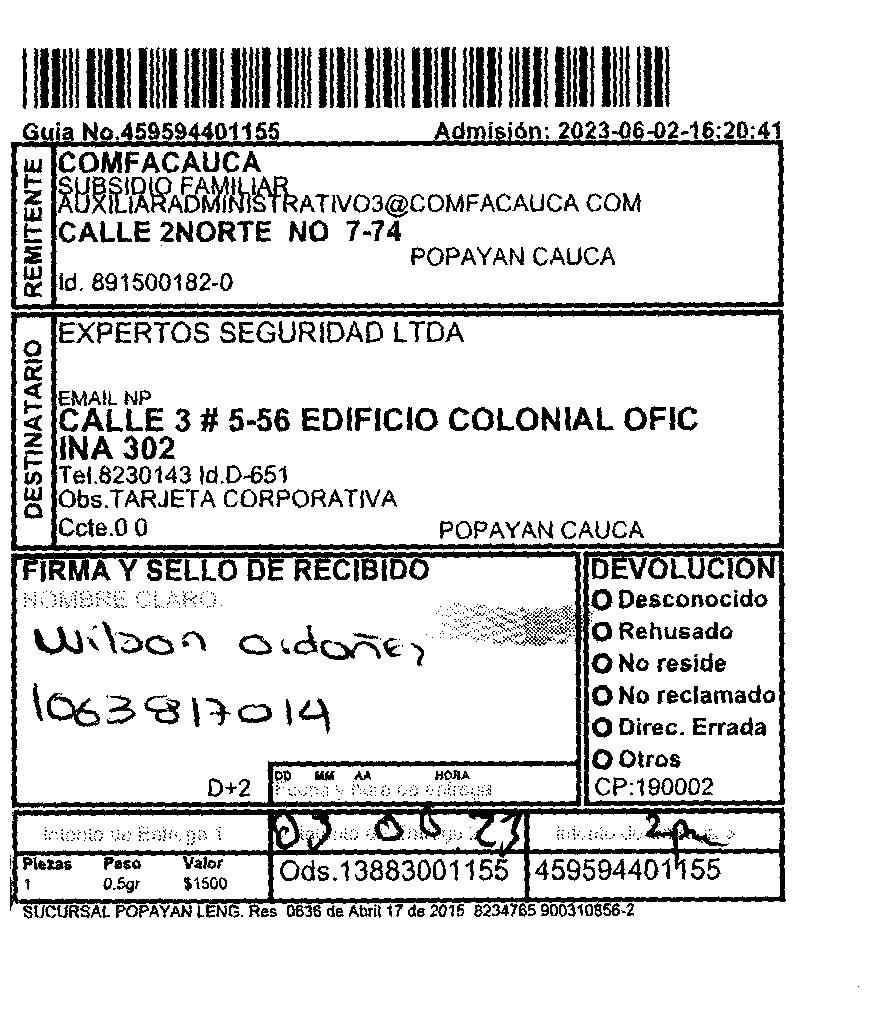 Guia No.459594401155 Admisión: 2023-06-02-16:20:41
REMITENTE
COMFACAUCA
SUBSIDIO FAMILIAR
AUXILIARADMINISTRATIVO3@COMFACAUCA COM
CALLE 2NORTE NO 7-74
POPAYAN CAUCA
Id. 891500182-0
DESTINATARIO
EXPERTOS SEGURIDAD LTDA
EMAIL NP
CALLE 3 # 5-56 EDIFICIO COLONIAL OFIC
INA 302
Tel.8230143 Id.D-651
Obs.TARJETA CORPORATIVA
Ccte.0 0 POPAYAN CAUCA
FIRMA Y SELLO DE RECIBIDO
NOMBRE CLARO
Wilson Ordoñez
1063817014
D+2
DD MM AA HORA
Fecha y hora de entrega
DEVOLUCION
Desconocido
Rehusado
No reside
No reclamado
Direc. Errada
Otros
CP:190002
Intento de Entrega 1
23 2pm
Piezas Peso Valor
1 0.5gr $1500
Ods.13883001155 459594401155
SUCURSAL POPAYAN LENG. Res 0636 de Abril 17 de 2015 8234765 900310856-2